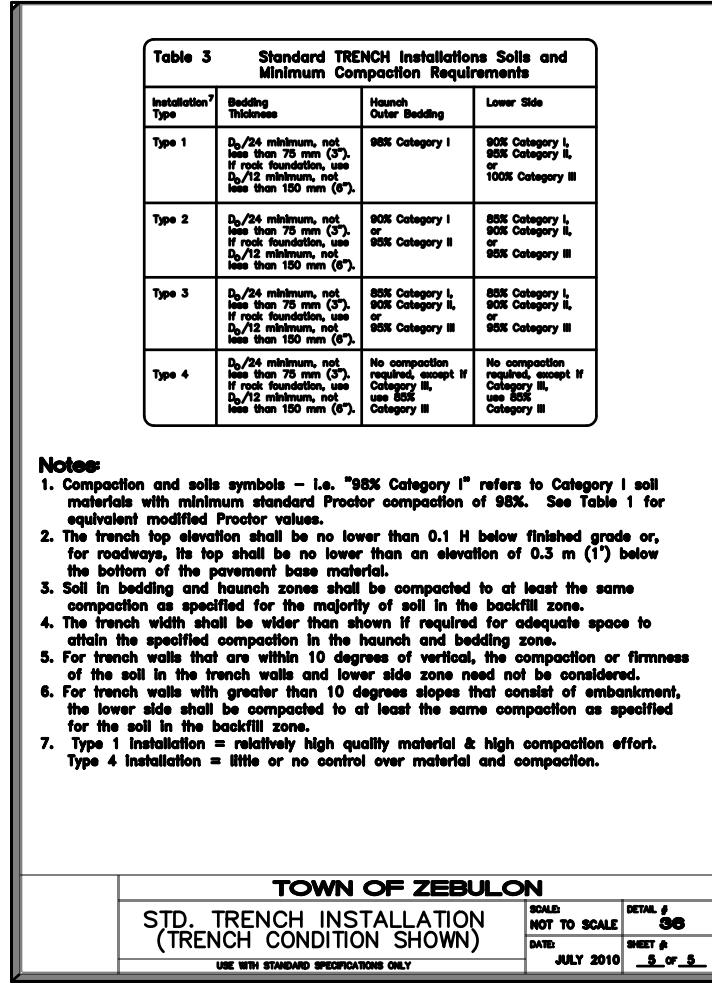 Table 3 Standard TRENCH Installations Soils and
Minimum Compaction Requirements
Installation7 Type
Bedding Thickness
Haunch Outer Bedding
Lower Side
Type 1
Do/24 minimum, not
less than 75 mm (3").
If rock foundation, use
Do/12 minimum, not
less than 150 mm (6").
98% Category I
90% Category I,
95% Category II,
or
100% Category III
Type 2
Do/24 minimum, not
less than 75 mm (3").
If rock foundation, use
Do/12 minimum, not
less than 150 mm (6").
90% Category I
or
95% Category II
85% Category I,
90% Category II,
or
95% Category III
Type 3
Do/24 minimum, not
less than 75 mm (3").
If rock foundation, use
Do/12 minimum, not
less than 150 mm (6").
85% Category I,
90% Category II,
or
95% Category III
85% Category I,
90% Category II,
or
95% Category III
Type 4
Do/24 minimum, not
less than 75 mm (3").
If rock foundation, use
Do/12 minimum, not
less than 150 mm (6").
No compaction
required, except if
Category III,
use 85%
Category III
No compaction
required, except if
Category III,
use 85%
Category III
Notes:
1. Compaction and soils symbols – i.e. "98% Category I" refers to Category I soil
materials with minimum standard Proctor compaction of 98%. See Table 1 for
equivalent modified Proctor values.
2. The trench top elevation shall be no lower than 0.1 H below finished grade or,
for roadways, its top shall be no lower than an elevation of 0.3 m (1') below
the bottom of the pavement base material.
3. Soil in bedding and haunch zones shall be compacted to at least the same
compaction as specified for the majority of soil in the backfill zone.
4. The trench width shall be wider than shown if required for adequate space to
attain the specified compaction in the haunch and bedding zone.
5. For trench walls that are within 10 degrees of vertical, the compaction or firmness
of the soil in the trench walls and lower side zone need not be considered.
6. For trench walls with greater than 10 degrees slopes that consist of embankment,
the lower side shall be compacted to at least the same compaction as specified
for the soil in the backfill zone.
7. Type 1 installation = relatively high quality material & high compaction effort.
Type 4 installation = little or no control over material and compaction.
TOWN OF ZEBULON
STD. TRENCH INSTALLATION
(TRENCH CONDITION SHOWN)
USE WITH STANDARD SPECIFICATIONS ONLY
SCALE:
NOT TO SCALE
DETAIL #
36
DATE:
JULY 2010
SHEET #:
5 OF 5